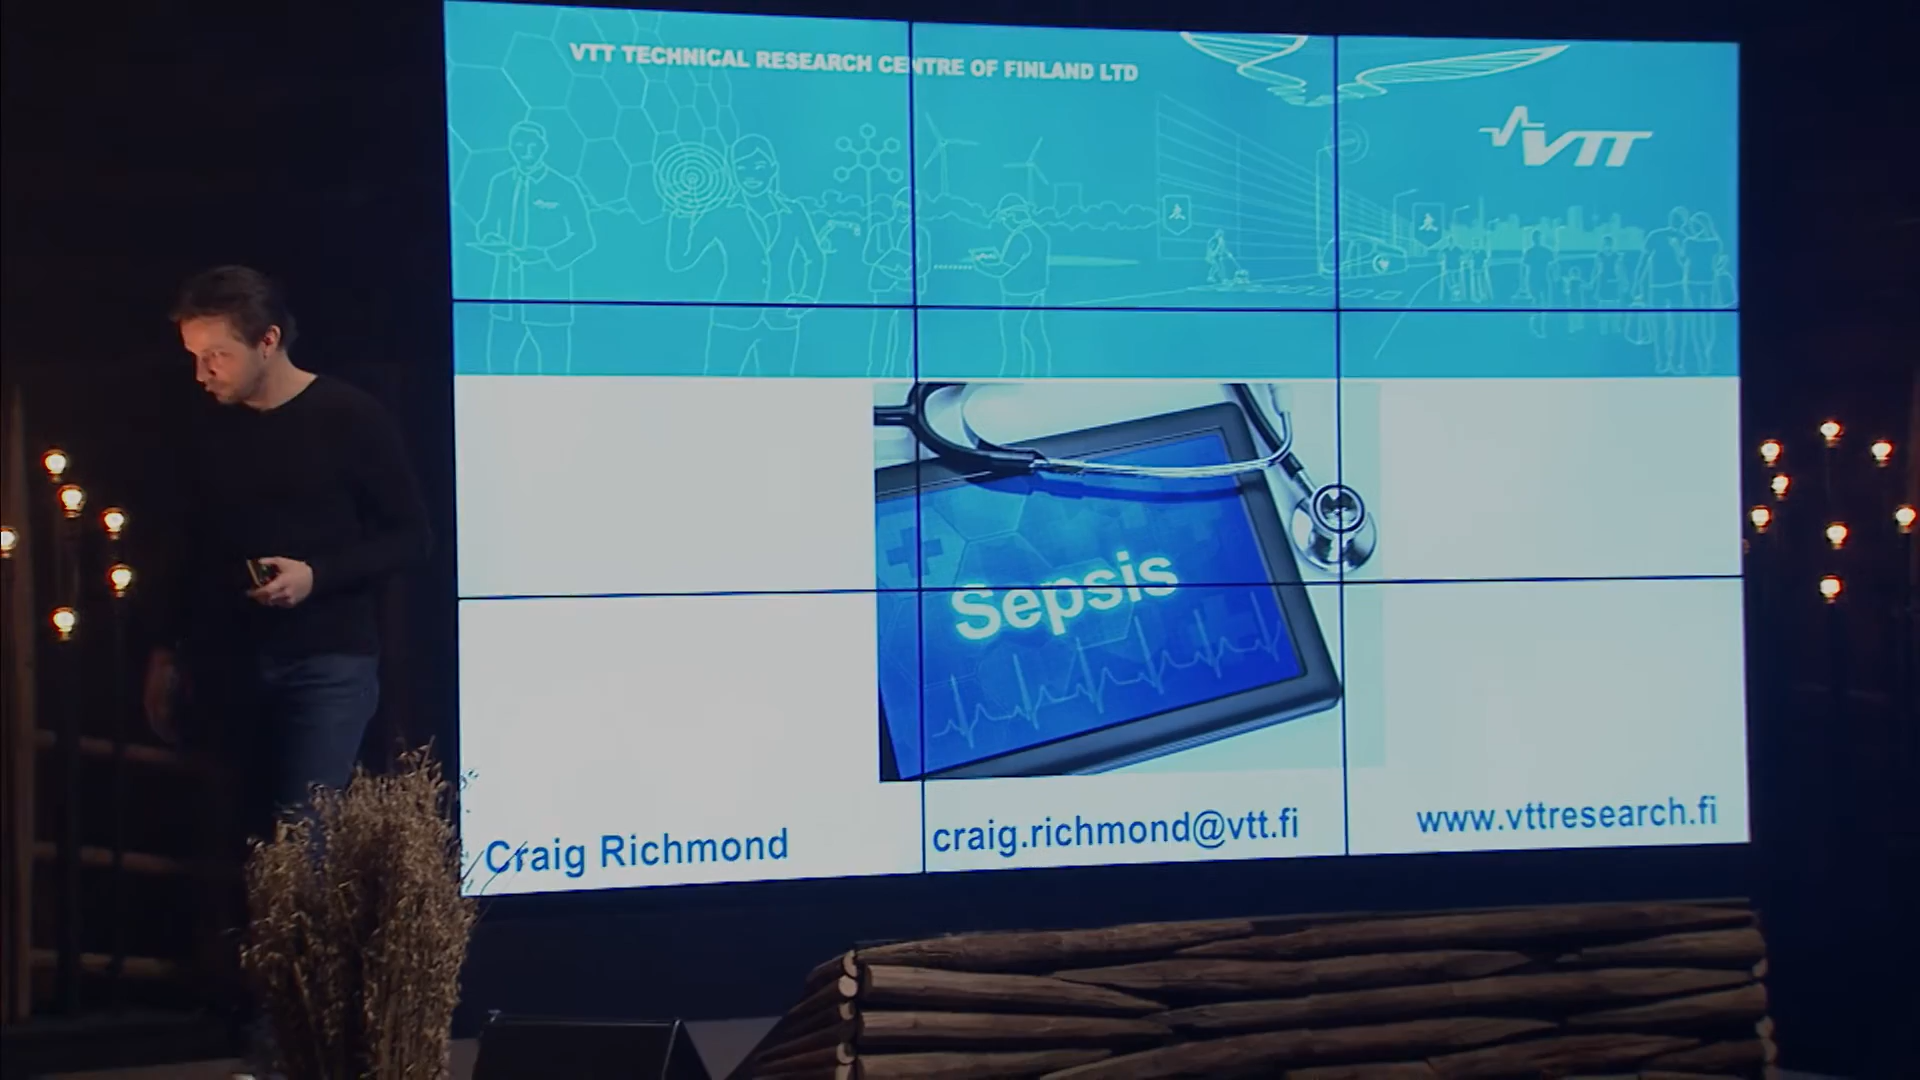 VTT TECHNICAL RESEARCH CENTRE OF FINLAND LTD
VTT
Sepsis
Craig Richmond
craig.richmond@vtt.fi
www.vttresearch.fi